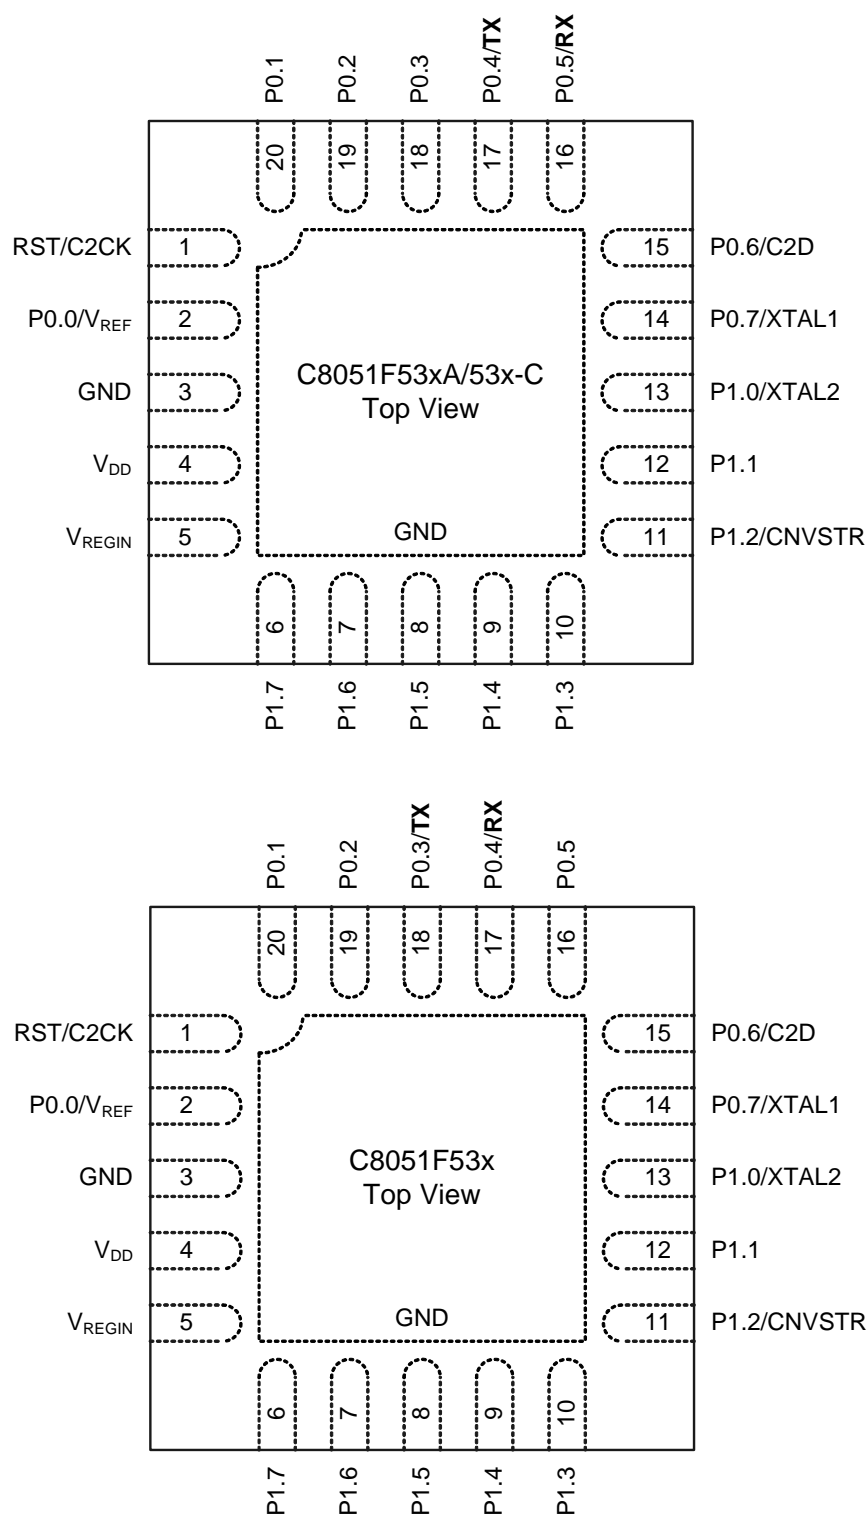 P0.1
P0.2
P0.3
P0.4/TX
P0.5/RX
20
19
18
17
16
RST/C2CK
1
15
P0.6/C2D
P0.0/VREF
2
14
P0.7/XTAL1
GND
3
13
P1.0/XTAL2
C8051F53xA/53x-C
Top View
VDD
4
12
P1.1
VREGIN
5
GND
11
P1.2/CNVSTR
6
7
8
9
10
P1.7
P1.6
P1.5
P1.4
P1.3
P0.1
P0.2
P0.3/TX
P0.4/RX
P0.5
20
19
18
17
16
RST/C2CK
1
15
P0.6/C2D
P0.0/VREF
2
14
P0.7/XTAL1
GND
3
13
P1.0/XTAL2
C8051F53x
Top View
VDD
4
12
P1.1
VREGIN
5
GND
11
P1.2/CNVSTR
6
7
8
9
10
P1.7
P1.6
P1.5
P1.4
P1.3